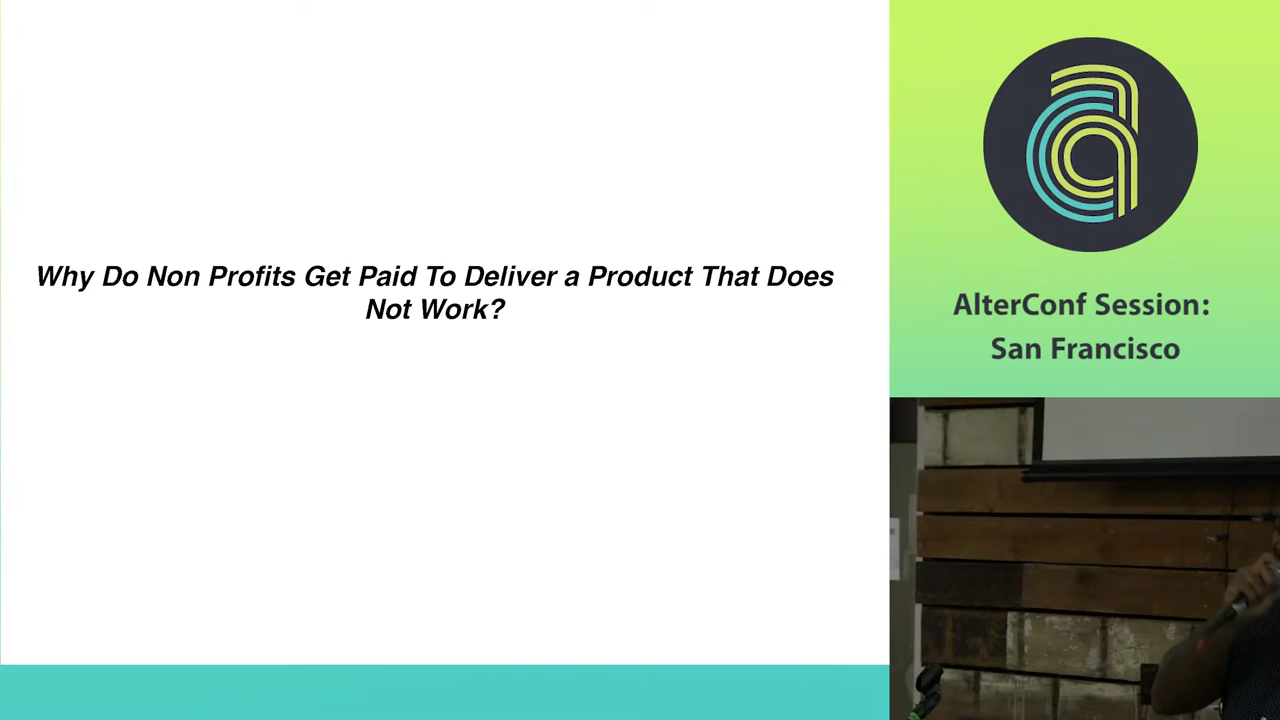 Why Do Non Profits Get Paid To Deliver a Product That Does
Not Work?
AlterConf Session:
San Francisco